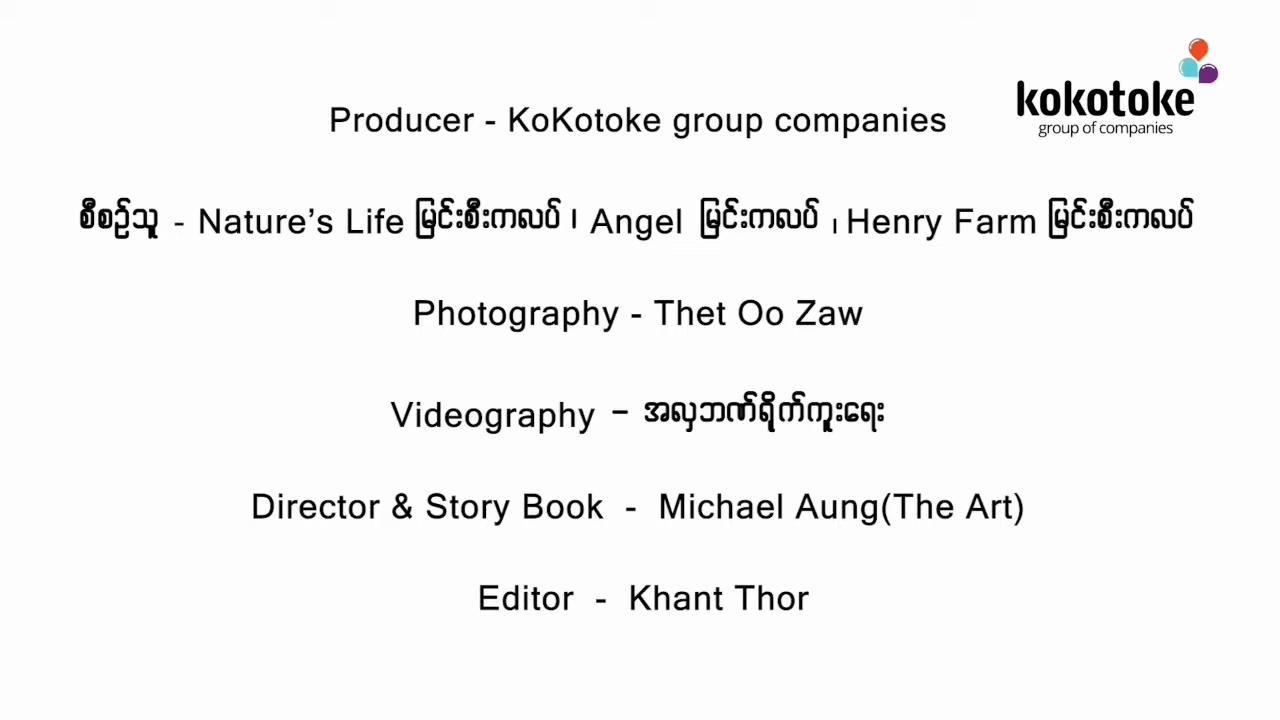 kokotoke
group of companies
Producer - KoKotoke group companies
စီစဉ်သူ - Nature’s Life မြင်းစီးကလပ် ၊ Angel မြင်းကလပ် ၊ Henry Farm မြင်းစီးကလပ်
Photography - Thet Oo Zaw
Videography – အလှဘဏ်ရိုက်ကူးရေး
Director & Story Book - Michael Aung(The Art)
Editor - Khant Thor